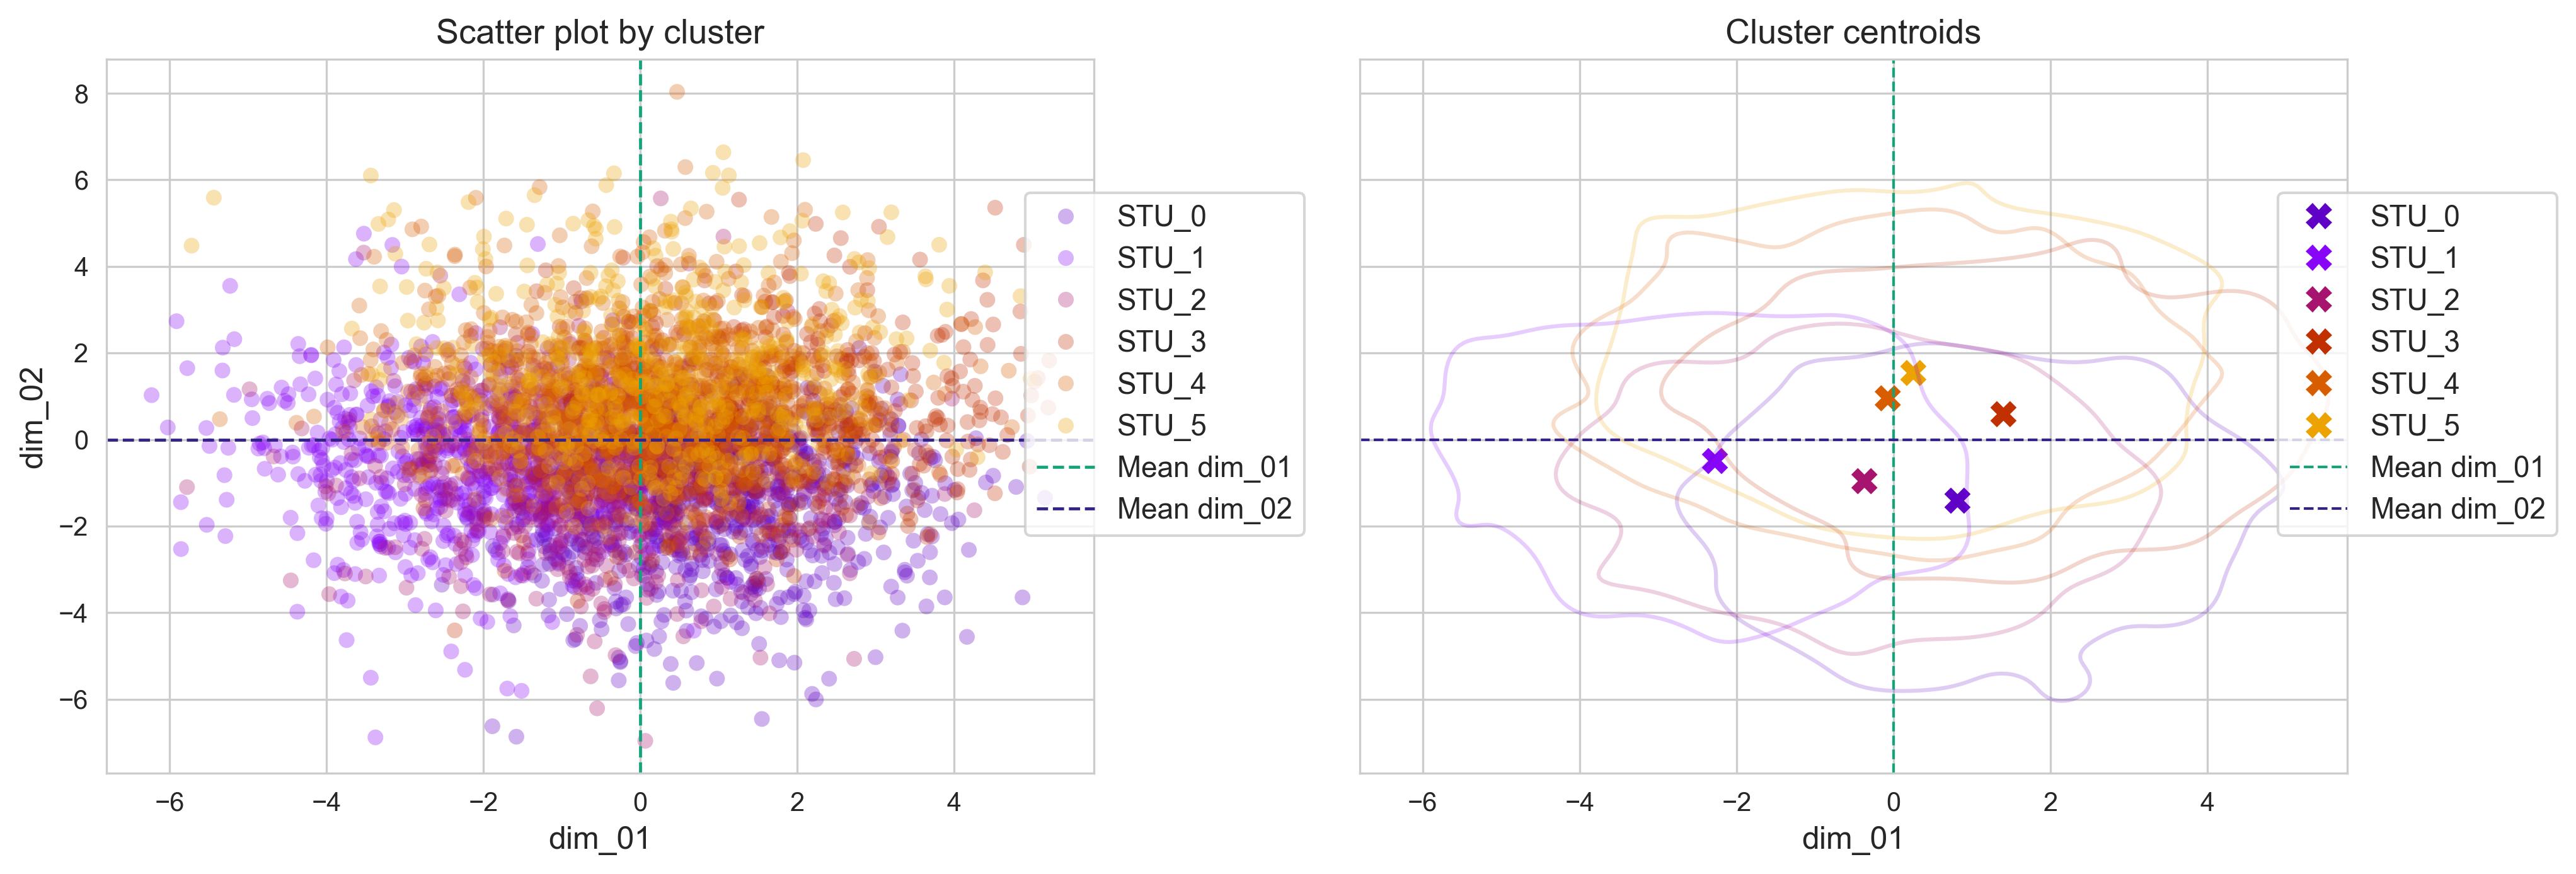 Scatter plot by cluster
8
6
4
2
0
−2
−4
−6
dim_02
−6
−4
−2
0
2
4
dim_01
STU_0
STU_1
STU_2
STU_3
STU_4
STU_5
Mean dim_01
Mean dim_02
Cluster centroids
−6
−4
−2
0
2
4
dim_01
STU_0
STU_1
STU_2
STU_3
STU_4
STU_5
Mean dim_01
Mean dim_02